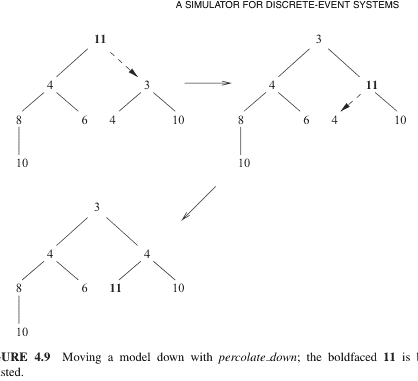 A SIMULATOR FOR DISCRETE-EVENT SYSTEMS
11 3
4 3 4 11
8 6 4 10 8 6 4 10
10 10
3
4 4
8 6 11 10
10
URE 4.9 Moving a model down with percolate_down; the boldfaced 11 is b
sted.